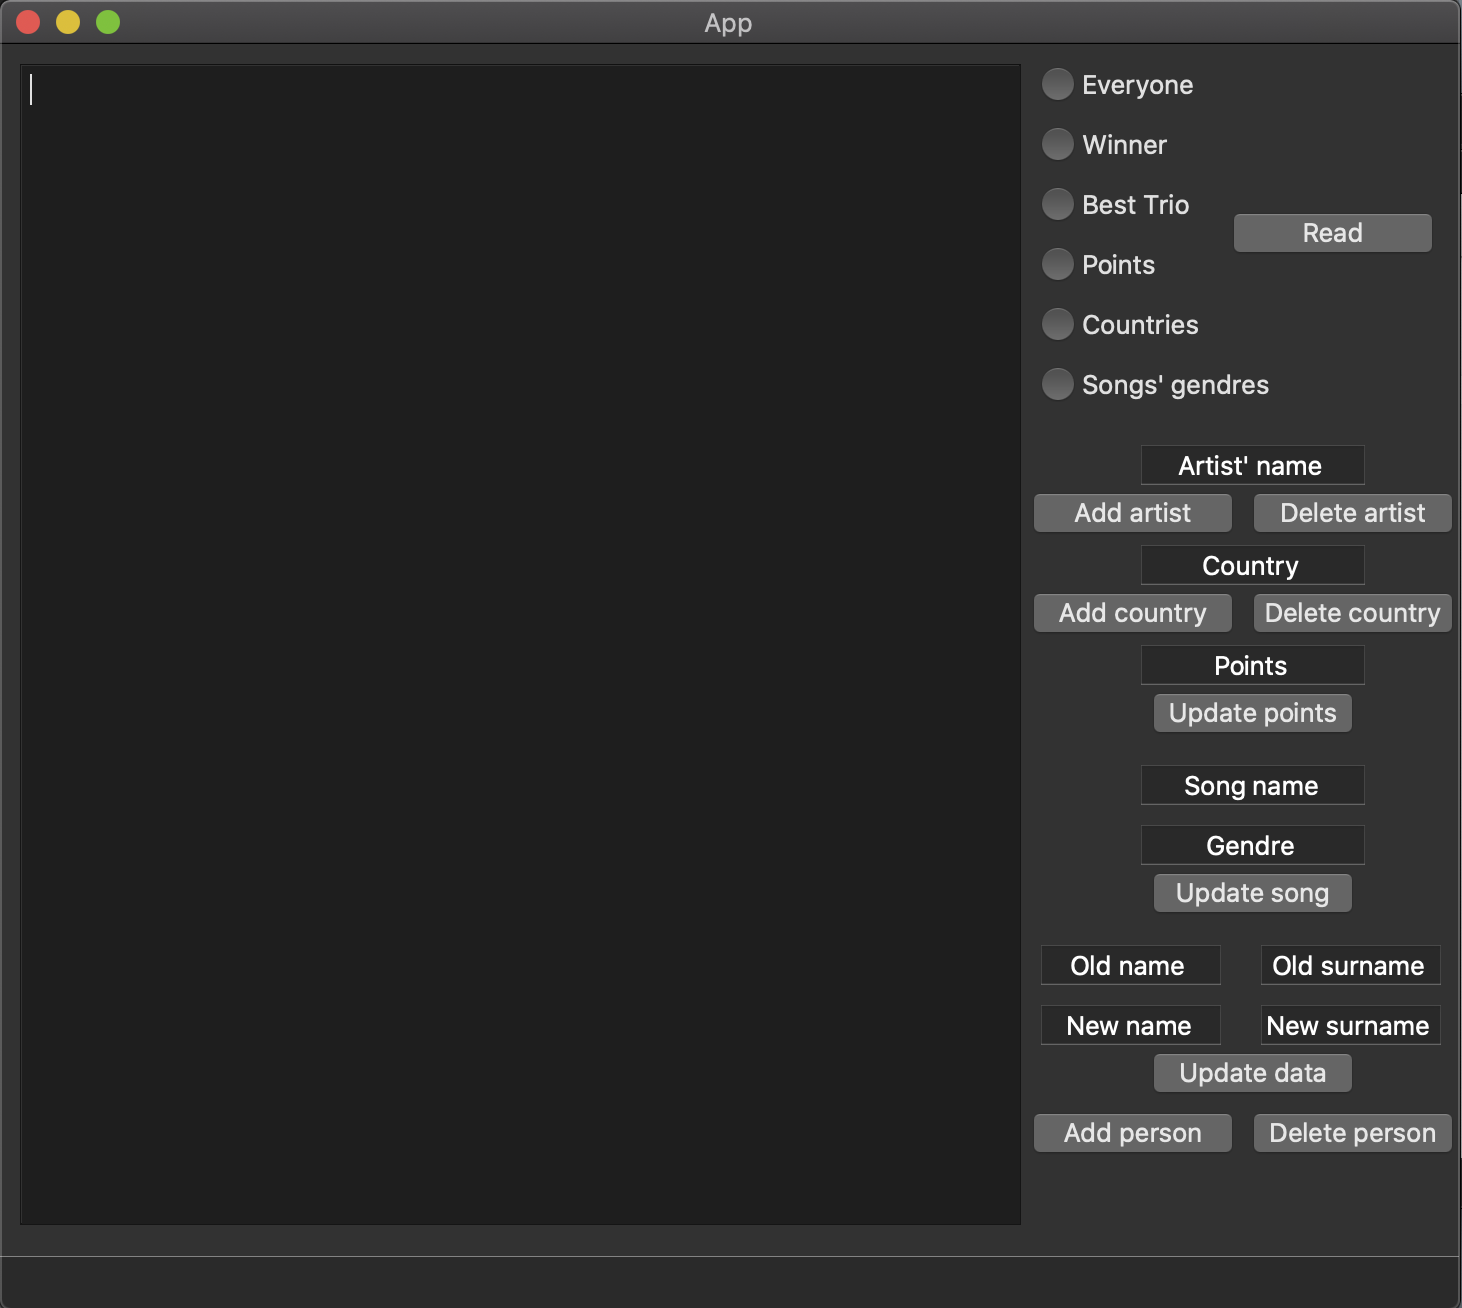 App
Everyone
Winner
Best Trio
Read
Points
Countries
Songs' gendres
Artist' name
Add artist Delete artist
Country
Add country Delete country
Points
Update points
Song name
Gendre
Update song
Old name Old surname
New name New surname
Update data
Add person Delete person